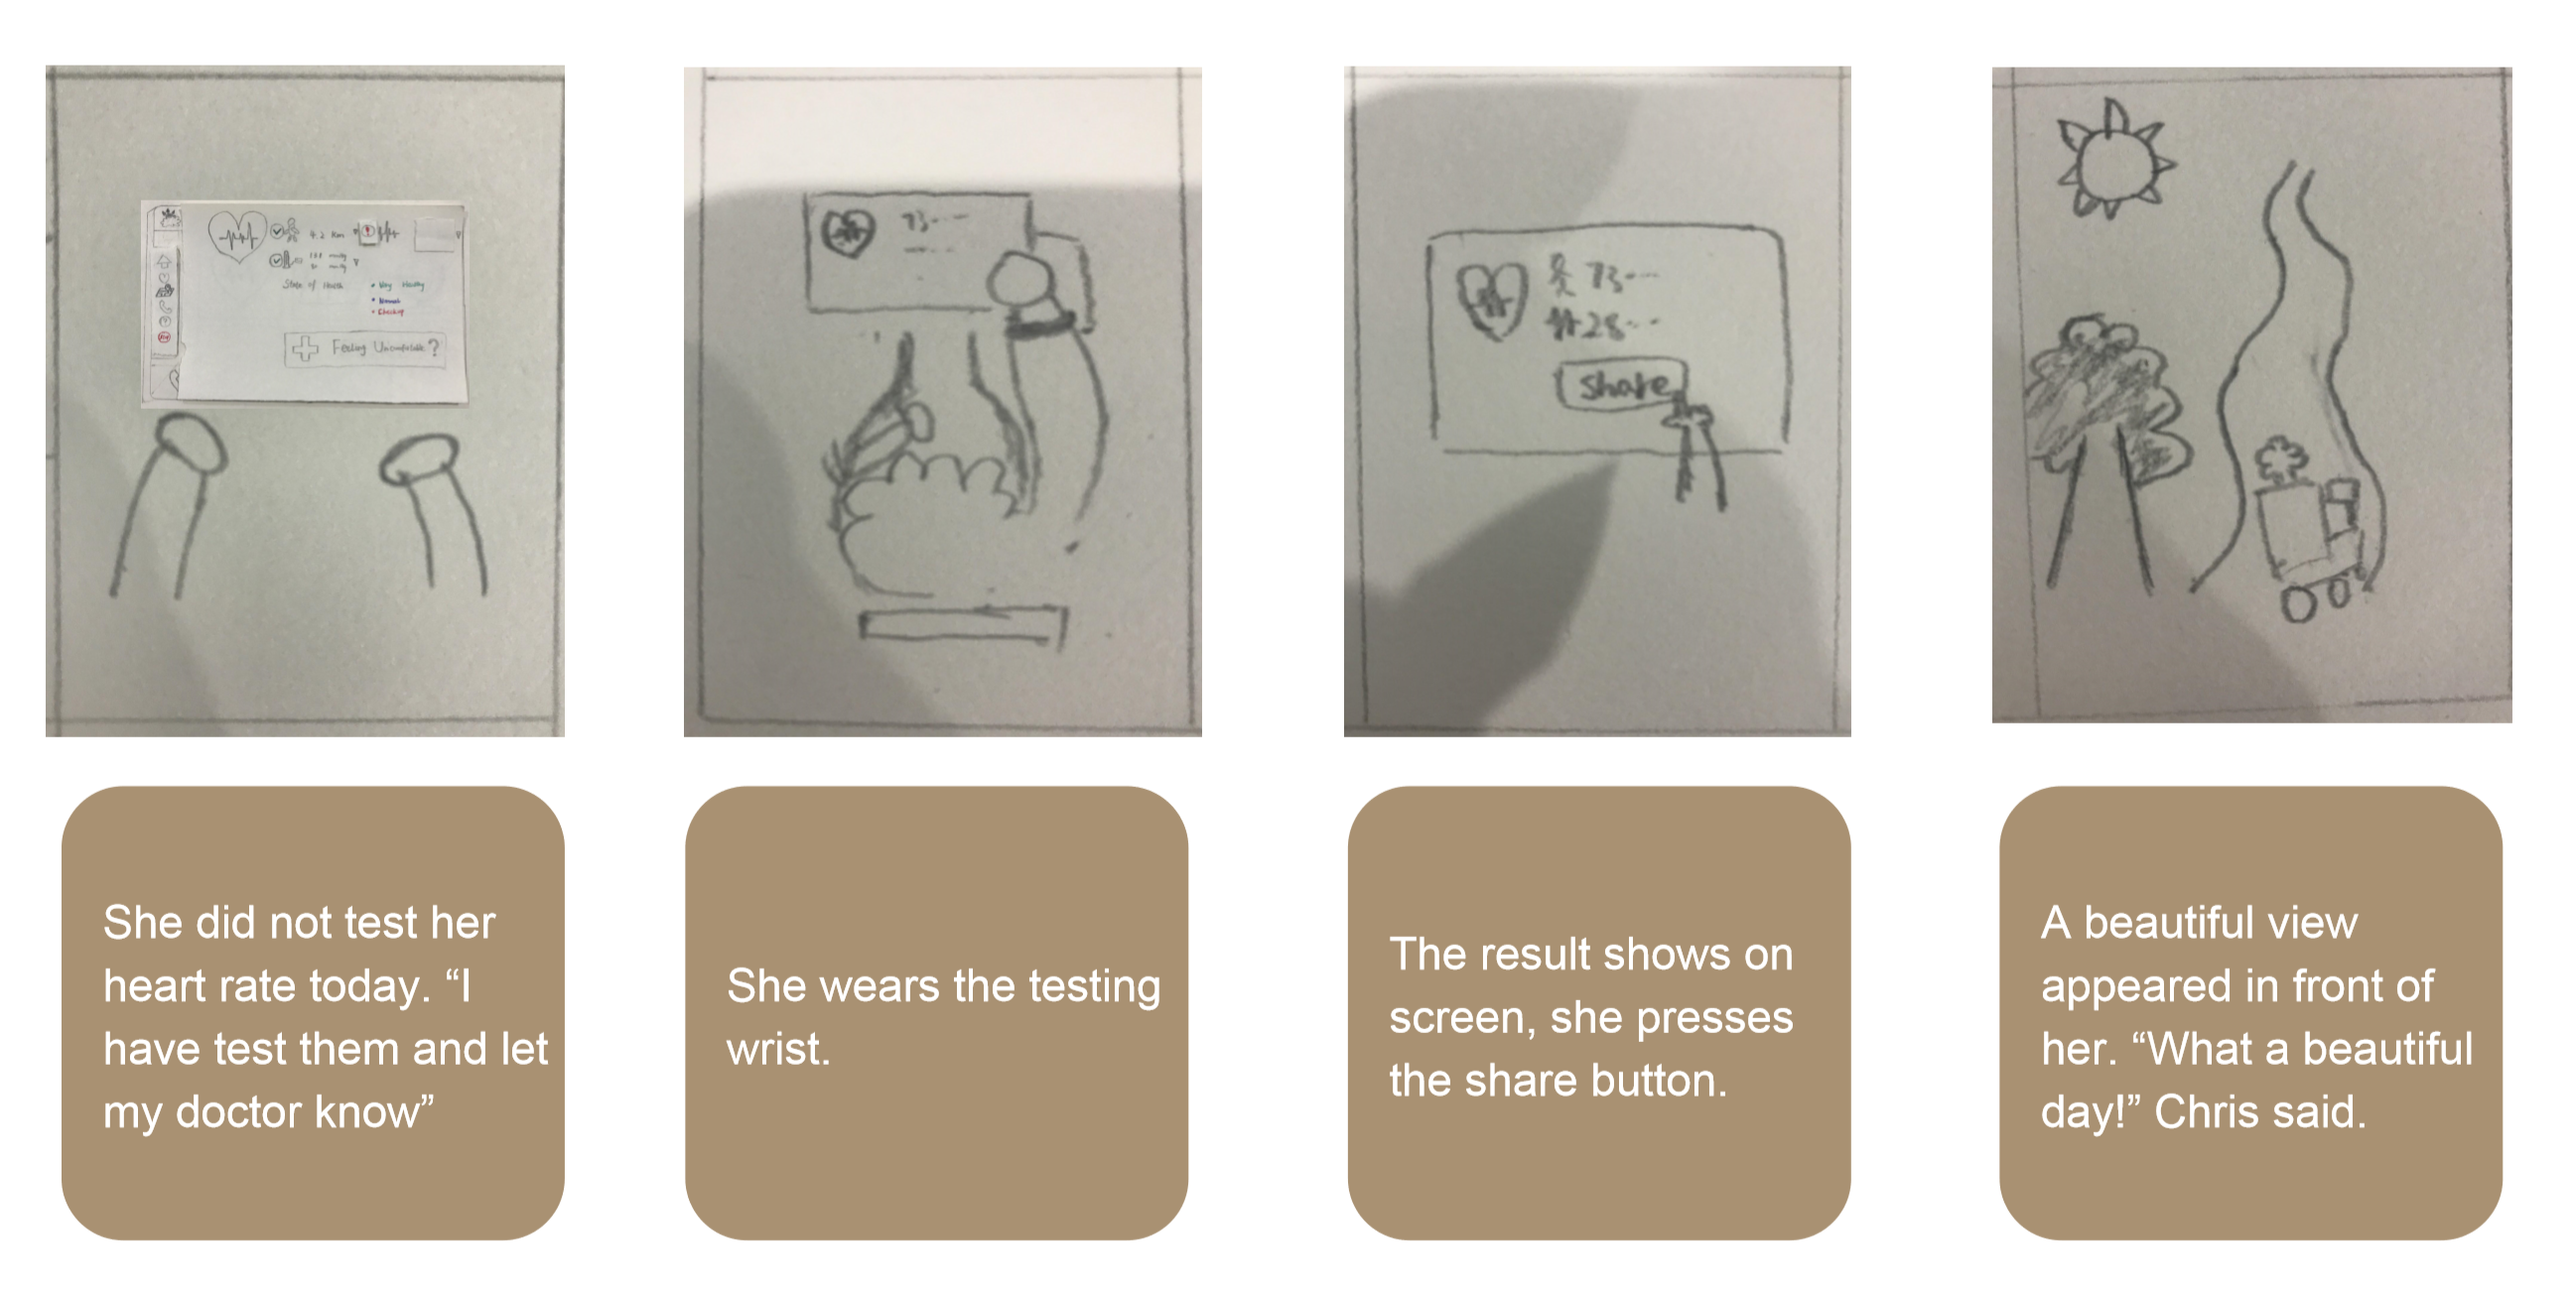 4.2 km
State of Health
• Very Healthy
• Normal
• Checkup
Feeling Uncomfortable?
73
73
28
share
She did not test her
heart rate today. “I
have test them and let
my doctor know”
She wears the testing
wrist.
The result shows on
screen, she presses
the share button.
A beautiful view
appeared in front of
her. “What a beautiful
day!” Chris said.